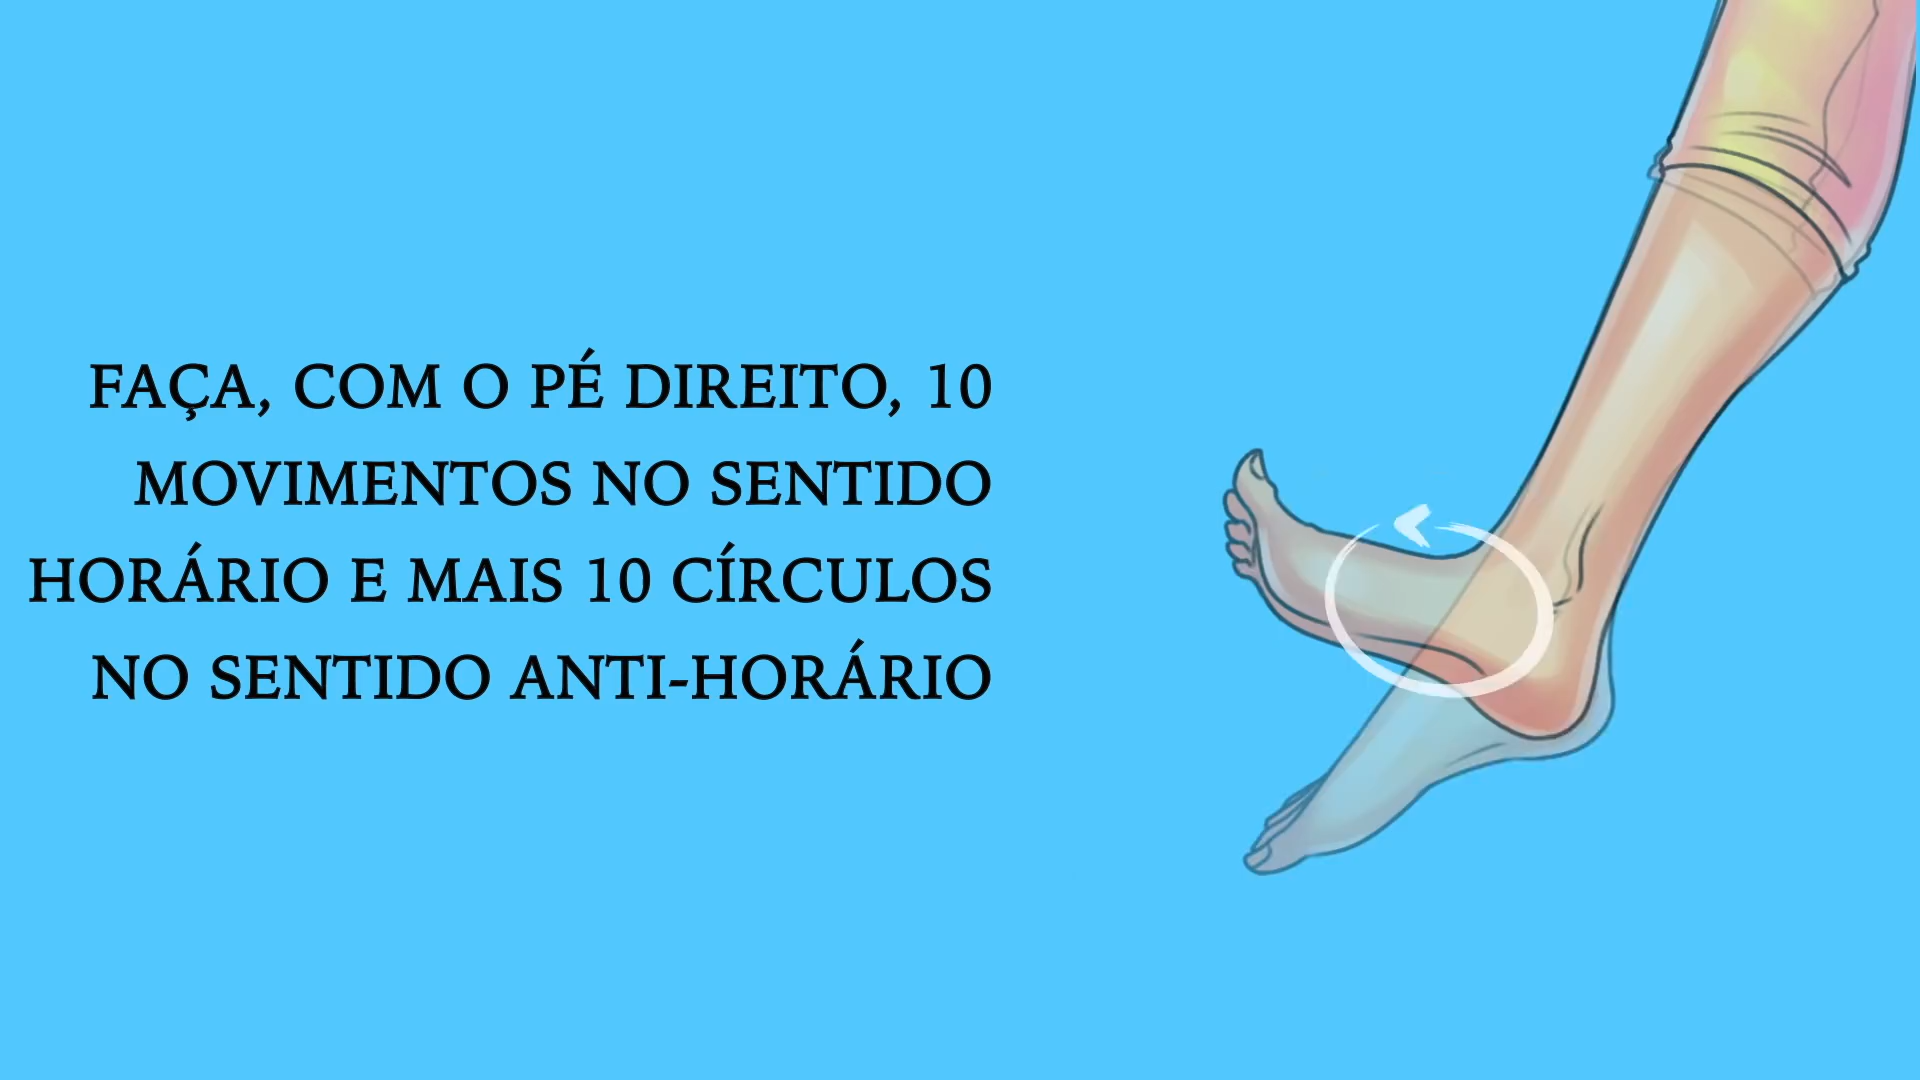 FAÇA, COM O PÉ DIREITO, 10
MOVIMENTOS NO SENTIDO
HORÁRIO E MAIS 10 CÍRCULOS
NO SENTIDO ANTI-HORÁRIO